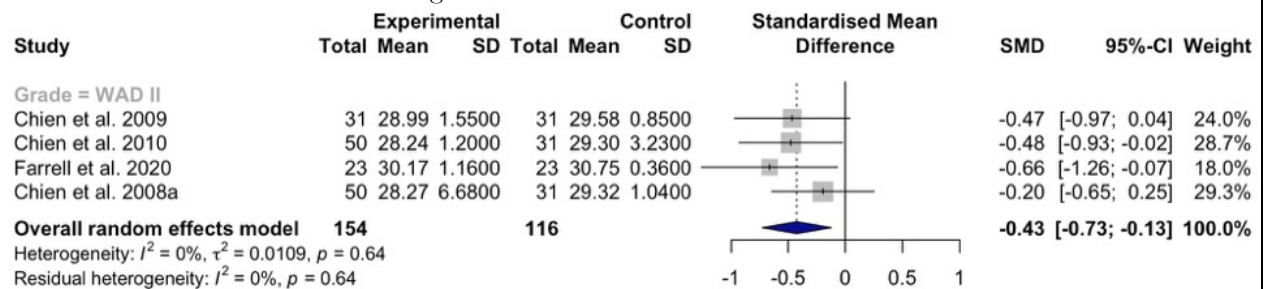 Experimental Control Standardised Mean
Study Total Mean SD Total Mean SD Difference SMD 95%-CI Weight
Grade = WAD II
Chien et al. 2009 31 28.99 1.5500 31 29.58 0.8500 -0.47 [-0.97; 0.04] 24.0%
Chien et al. 2010 50 28.24 1.2000 31 29.30 3.2300 -0.48 [-0.93; -0.02] 28.7%
Farrell et al. 2020 23 30.17 1.1600 23 30.75 0.3600 -0.66 [-1.26; -0.07] 18.0%
Chien et al. 2008a 50 28.27 6.6800 31 29.32 1.0400 -0.20 [-0.65; 0.25] 29.3%
Overall random effects model 154 116 -0.43 [-0.73; -0.13] 100.0%
Heterogeneity: I² = 0%, τ² = 0.0109, p = 0.64
Residual heterogeneity: I² = 0%, p = 0.64
-1 -0.5 0 0.5 1